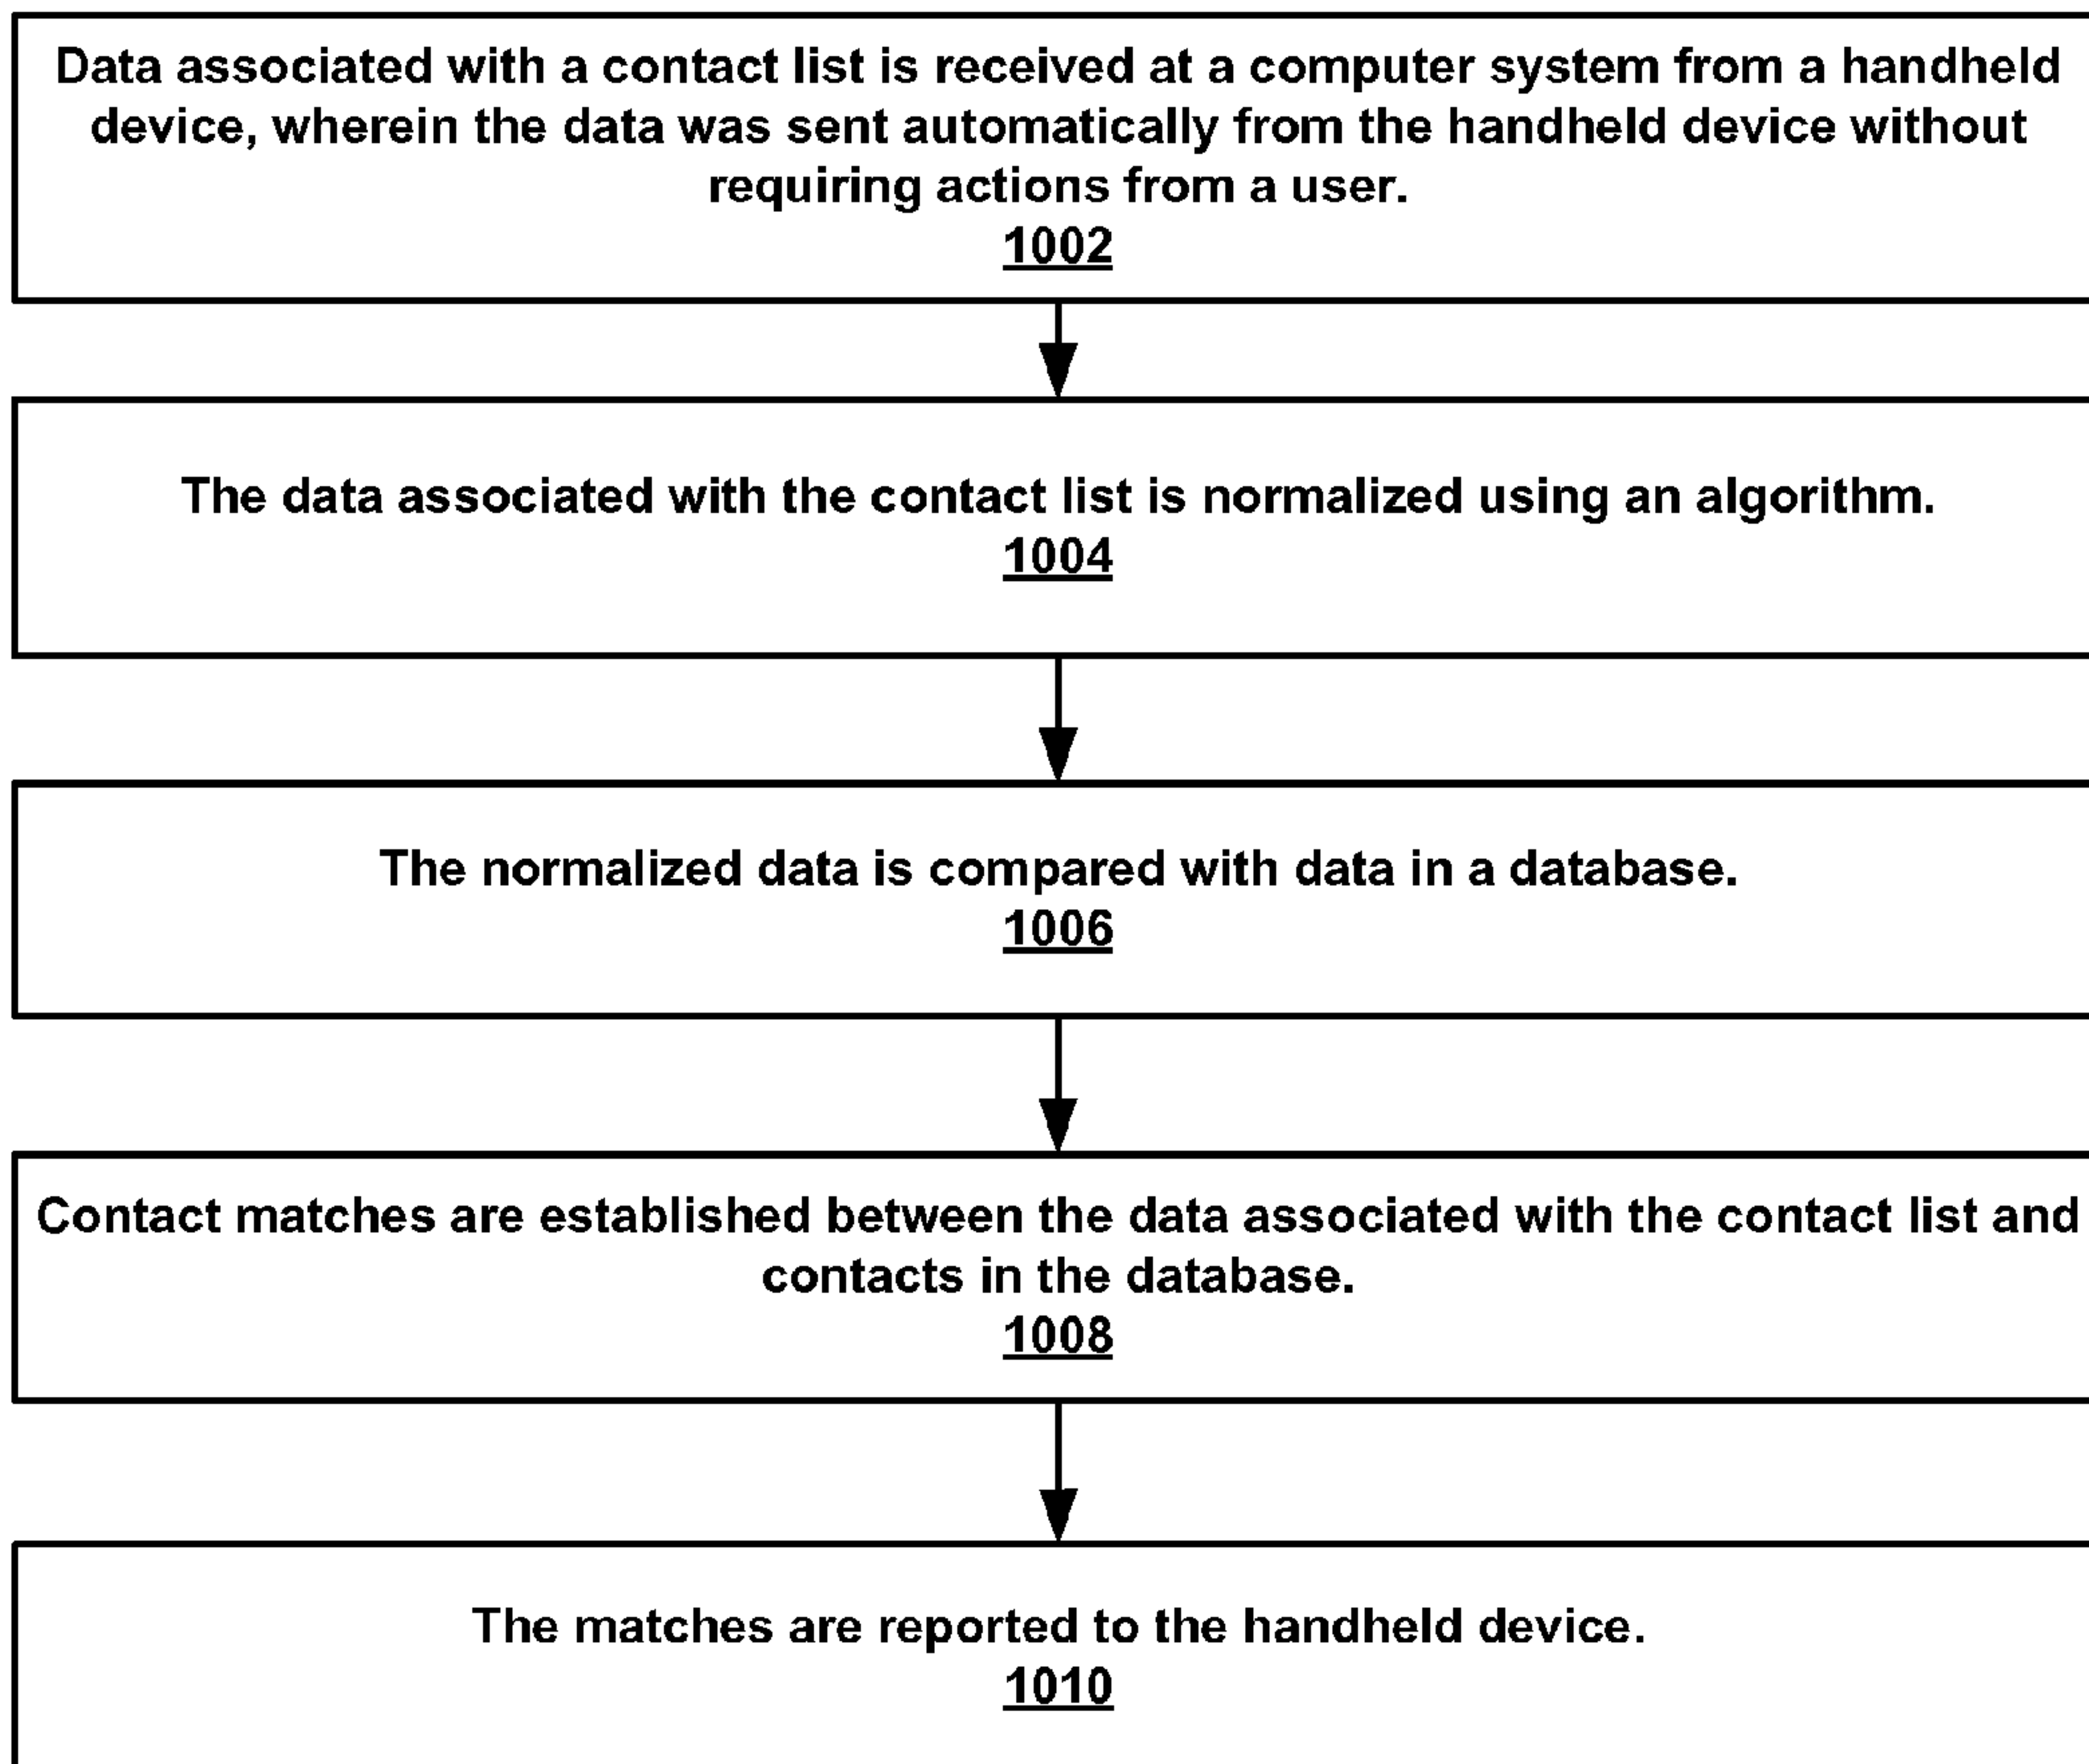 Data associated with a contact list is received at a computer system from a handheld
device, wherein the data was sent automatically from the handheld device without
requiring actions from a user.
1002
The data associated with the contact list is normalized using an algorithm.
1004
The normalized data is compared with data in a database.
1006
Contact matches are established between the data associated with the contact list and
contacts in the database.
1008
The matches are reported to the handheld device.
1010